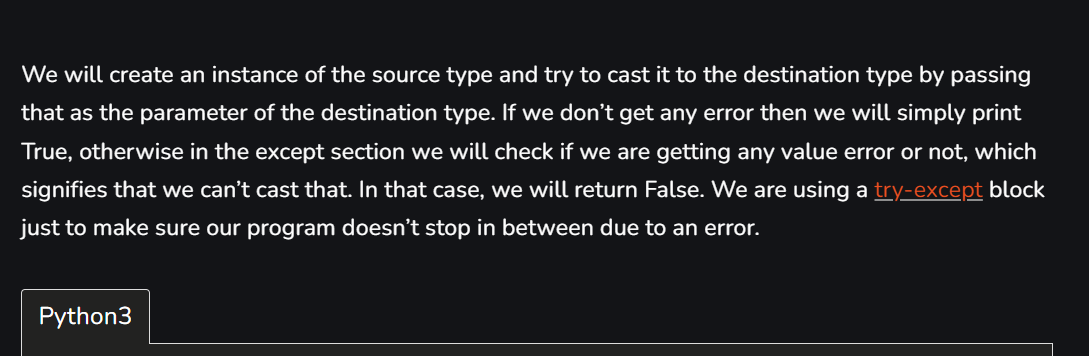 We will create an instance of the source type and try to cast it to the destination type by passing
that as the parameter of the destination type. If we don’t get any error then we will simply print
True, otherwise in the except section we will check if we are getting any value error or not, which
signifies that we can’t cast that. In that case, we will return False. We are using a try-except block
just to make sure our program doesn’t stop in between due to an error.
Python3